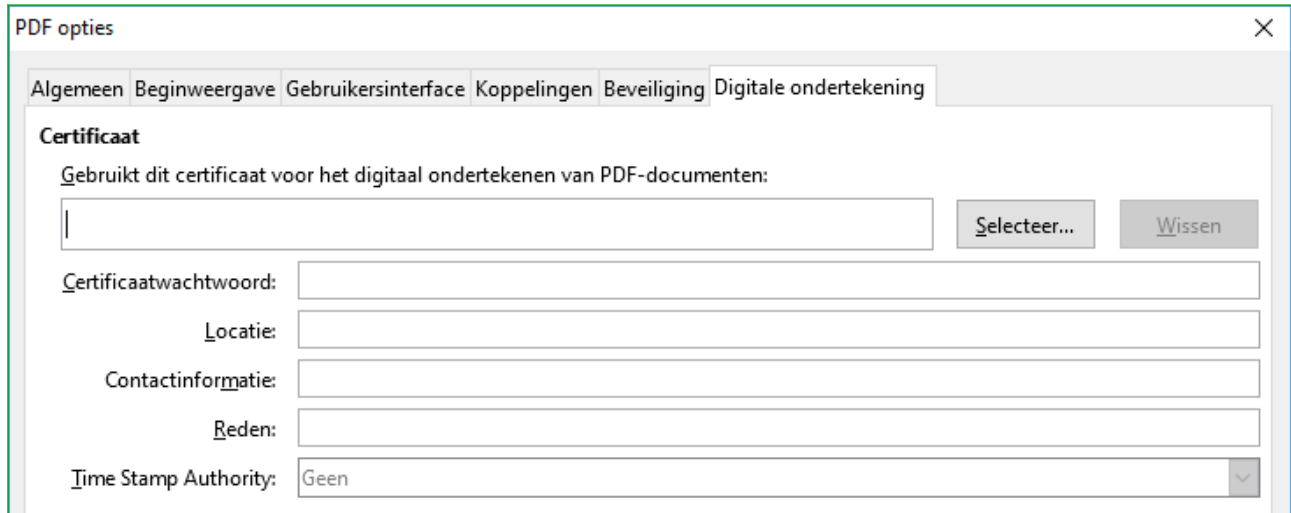 PDF opties
Algemeen Beginweergave Gebruikersinterface Koppelingen Beveiliging Digitale ondertekening
Certificaat
Gebruikt dit certificaat voor het digitaal ondertekenen van PDF-documenten:
Selecteer... Wissen
Certificaatwachtwoord:
Locatie:
Contactinformatie:
Reden:
Time Stamp Authority: Geen